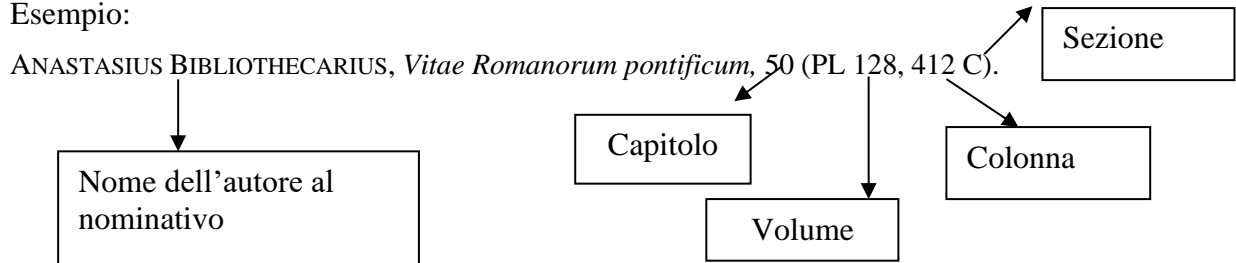 Esempio:
ANASTASIUS BIBLIOTHECARIUS, Vitae Romanorum pontificum, 50 (PL 128, 412 C).
Sezione
Capitolo
Colonna
Nome dell’autore al
nominativo
Volume